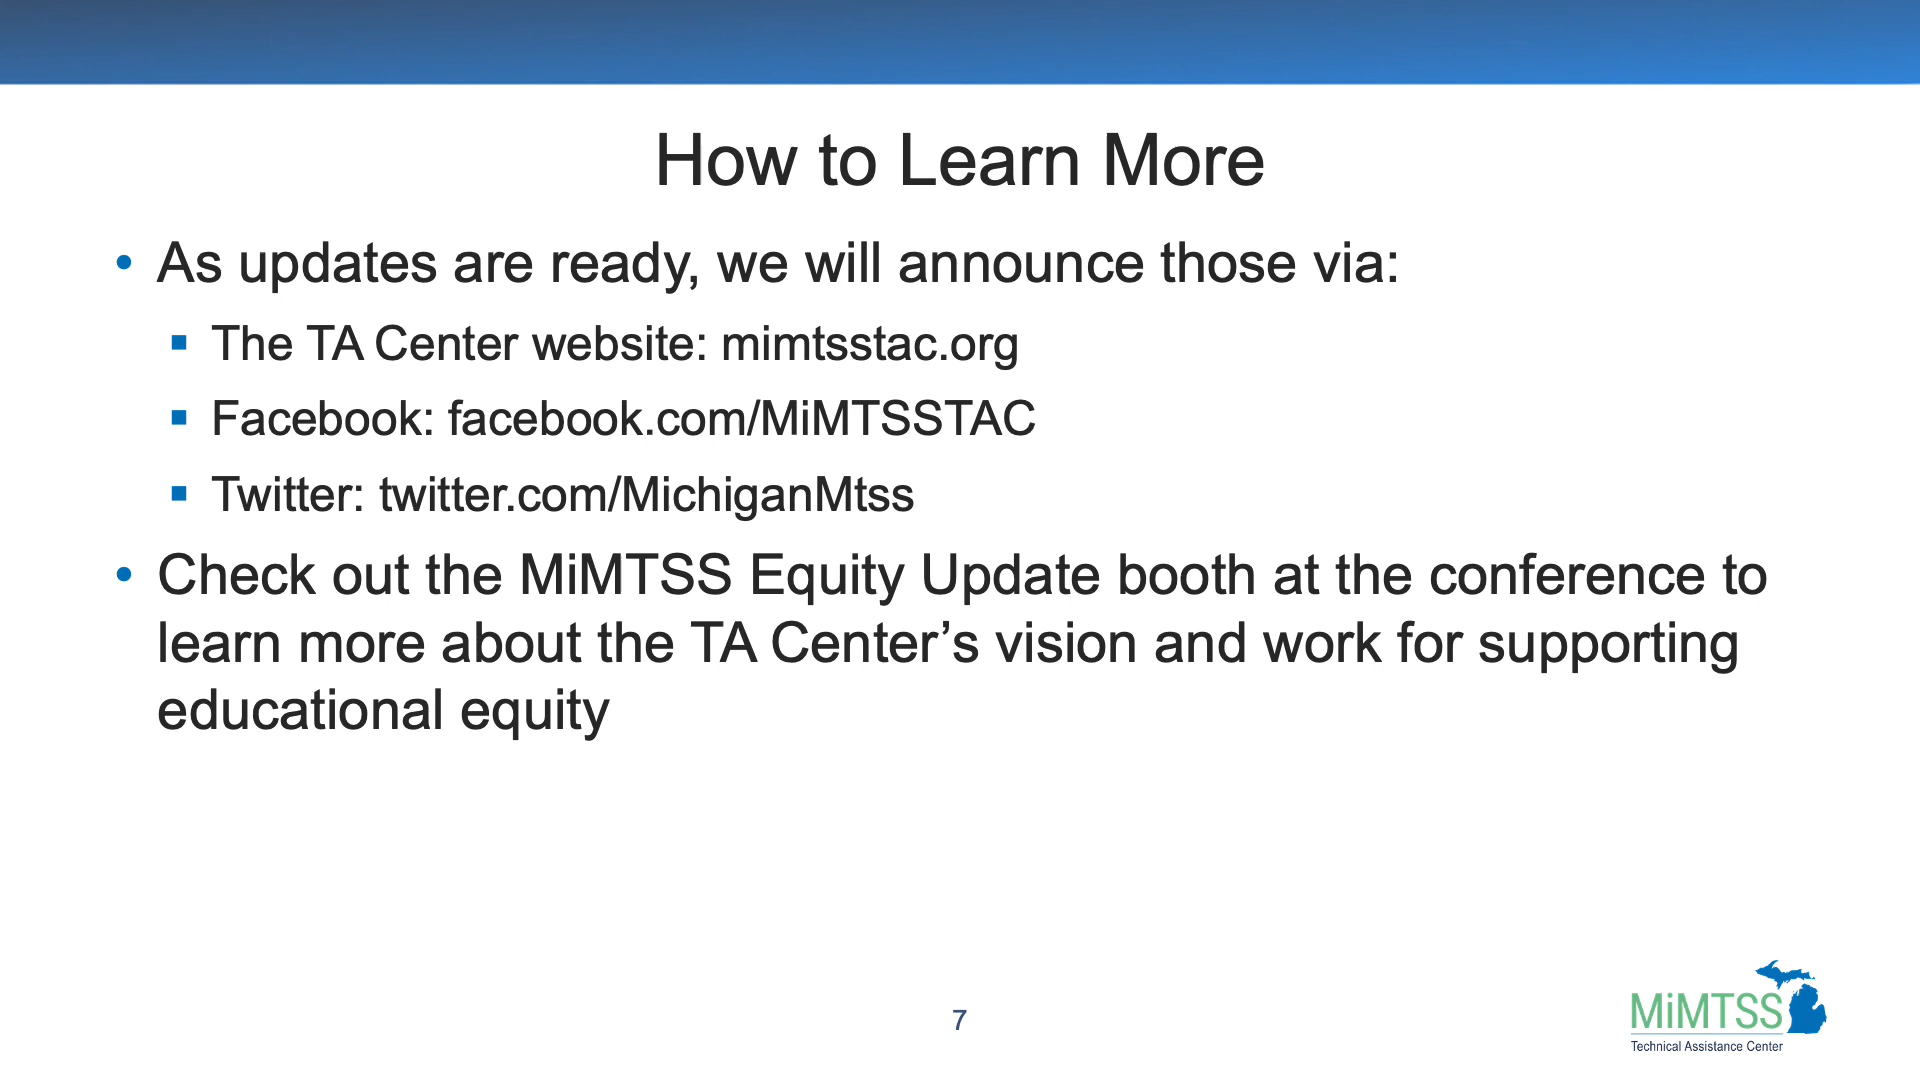 How to Learn More
• As updates are ready, we will announce those via:
▪ The TA Center website: mimtsstac.org
▪ Facebook: facebook.com/MiMTSSTAC
▪ Twitter: twitter.com/MichiganMtss
• Check out the MiMTSS Equity Update booth at the conference to
learn more about the TA Center’s vision and work for supporting
educational equity
7
MiMTSS
Technical Assistance Center